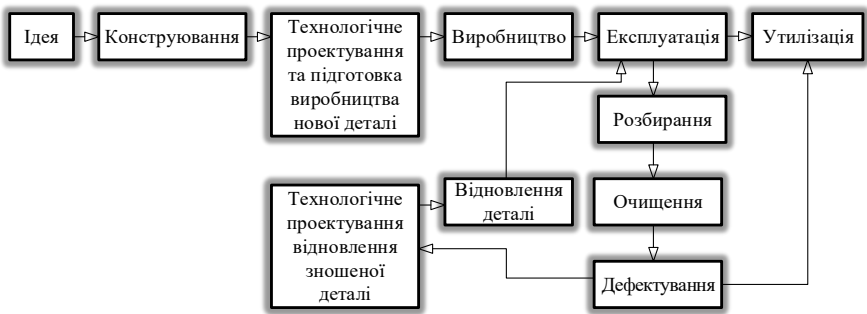 Ідея
Конструювання
Технологічне
проектування
та підготовка
виробництва
нової деталі
Виробництво
Експлуатація
Утилізація
Розбирання
Технологічне
проектування
відновлення
зношеної
деталі
Відновлення
деталі
Очищення
Дефектування